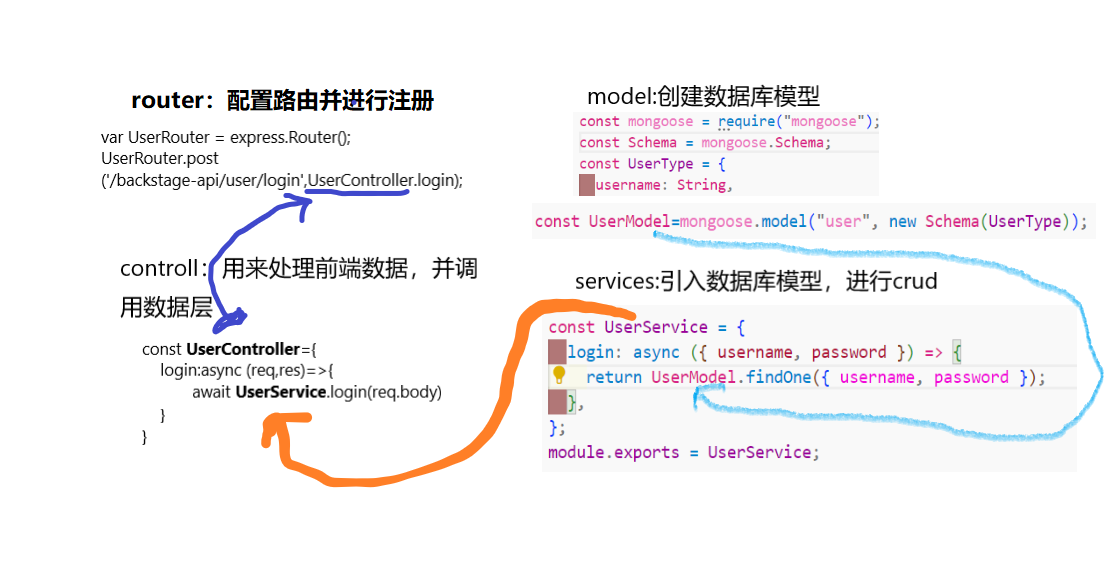 router：配置路由并进行注册
var UserRouter = express.Router();
UserRouter.post
('/backstage-api/user/login',UserController.login);
controll：用来处理前端数据，并调
用数据层
const UserController={
login:async (req,res)=>{
await UserService.login(req.body)
}
}
model:创建数据库模型
const mongoose = require("mongoose");
const Schema = mongoose.Schema;
const UserType = {
username: String,
const UserModel=mongoose.model("user", new Schema(UserType));
services:引入数据库模型，进行crud
const UserService = {
login: async ({ username, password }) => {
return UserModel.findOne({ username, password });
},
};
module.exports = UserService;